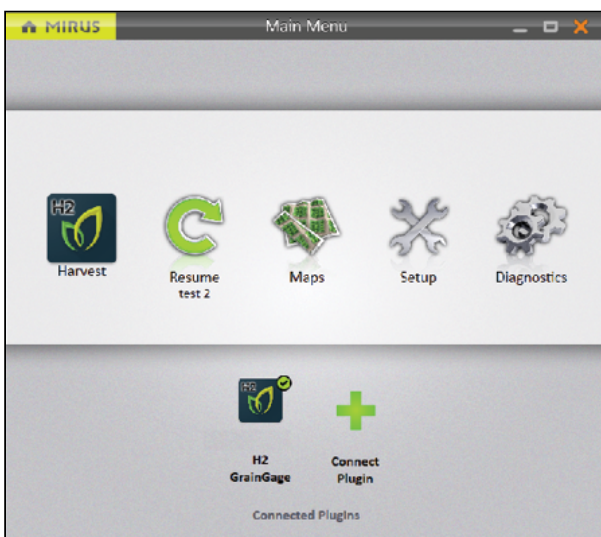 MIRUS
Main Menu
H2
Harvest
Resume
test 2
Maps
Setup
Diagnostics
H2
H2
GrainGage
Connect
Plugin
Connected Plugins